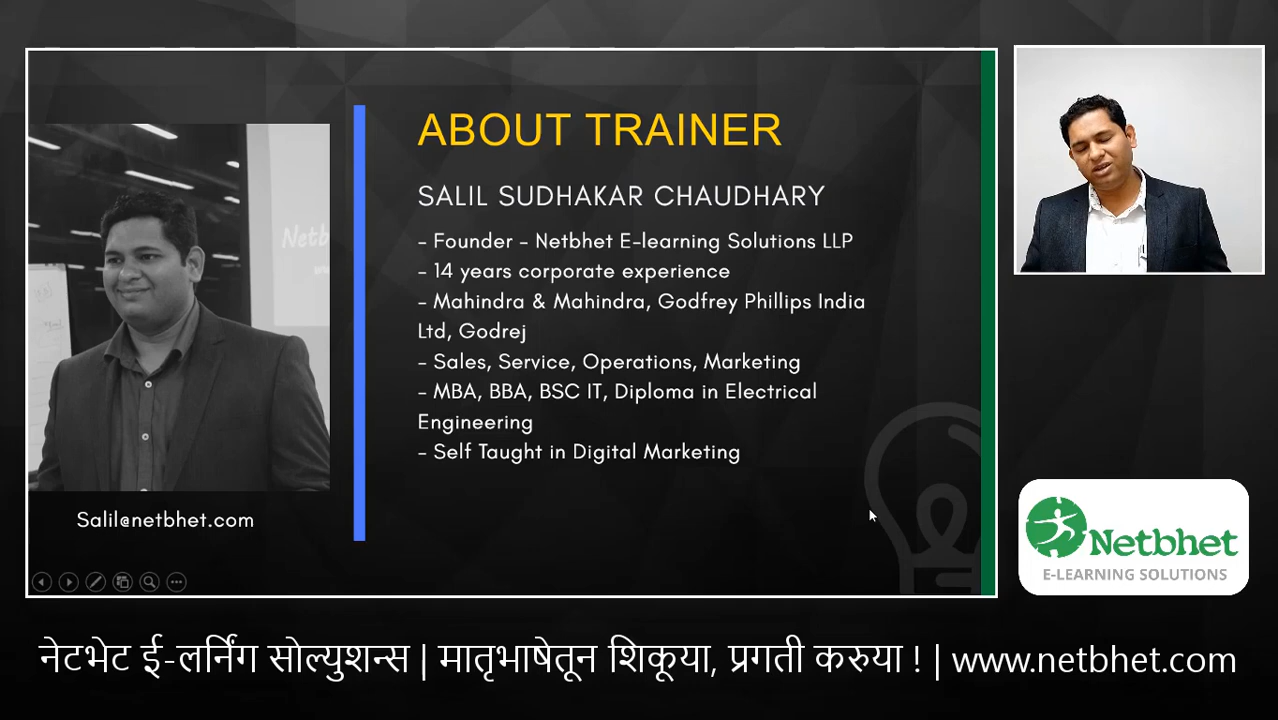 ABOUT TRAINER
SALIL SUDHAKAR CHAUDHARY
- Founder - Netbhet E-learning Solutions LLP
- 14 years corporate experience
- Mahindra & Mahindra, Godfrey Phillips India
Ltd, Godrej
- Sales, Service, Operations, Marketing
- MBA, BBA, BSC IT, Diploma in Electrical
Engineering
- Self Taught in Digital Marketing
Netb
Salil@netbhet.com
Netbhet
E-LEARNING SOLUTIONS
नेटभेट ई-लर्निंग सोल्युशन्स | मातृभाषेतून शिकूया, प्रगती करुया ! | www.netbhet.com